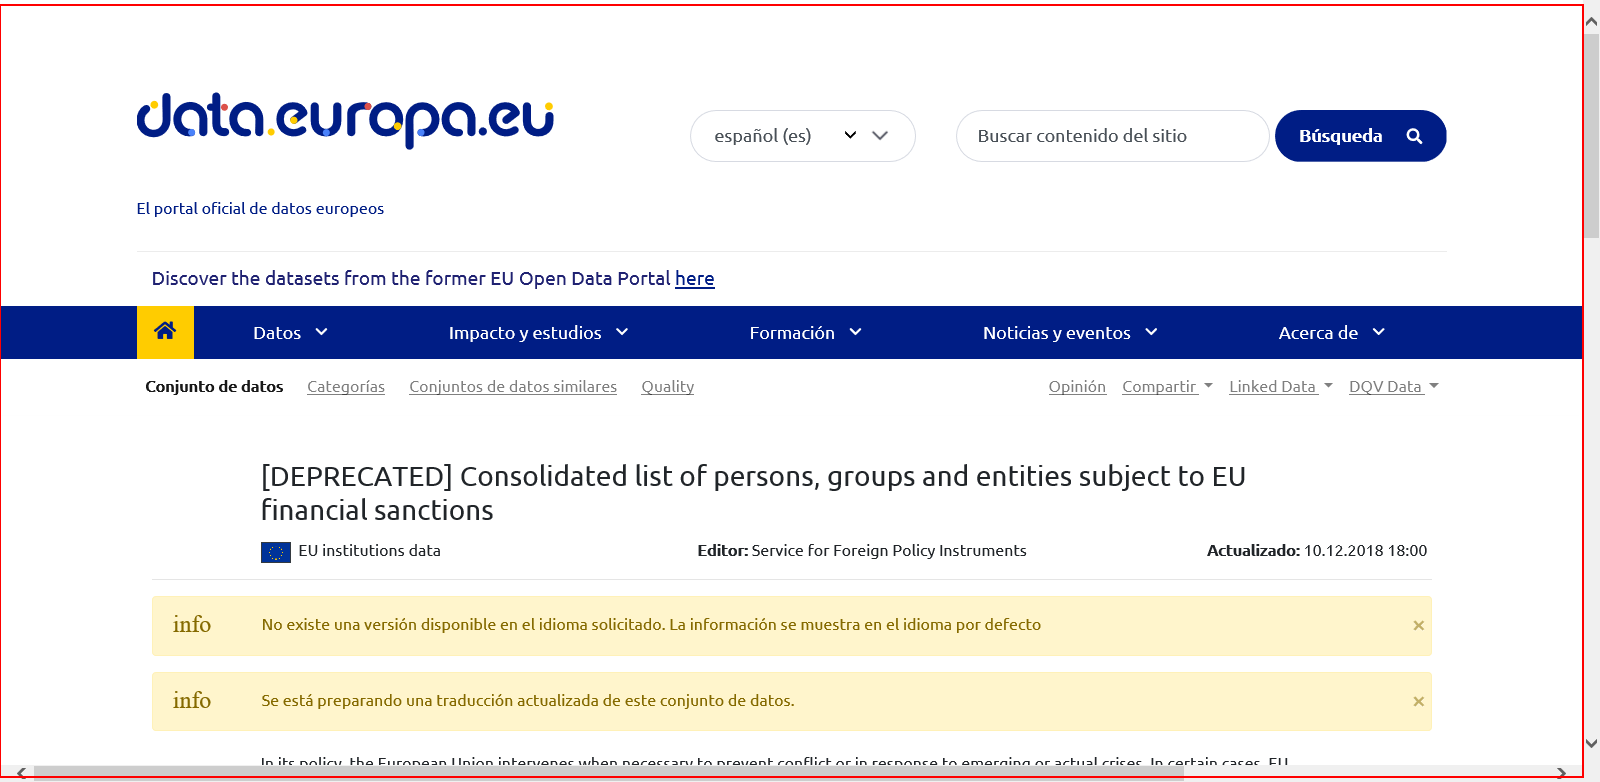 data.europa.eu
español (es)
Buscar contenido del sitio
Búsqueda
El portal oficial de datos europeos
Discover the datasets from the former EU Open Data Portal here
Datos
Impacto y estudios
Formación
Noticias y eventos
Acerca de
Conjunto de datos
Categorías
Conjuntos de datos similares
Quality
Opinión
Compartir
Linked Data
DQV Data
[DEPRECATED] Consolidated list of persons, groups and entities subject to EU
financial sanctions
EU institutions data
Editor: Service for Foreign Policy Instruments
Actualizado: 10.12.2018 18:00
info
No existe una versión disponible en el idioma solicitado. La información se muestra en el idioma por defecto
×
info
Se está preparando una traducción actualizada de este conjunto de datos.
×
In its policy, the European Union intervenes when necessary to prevent conflict or in response to emerging or actual crises. In certain cases, EU